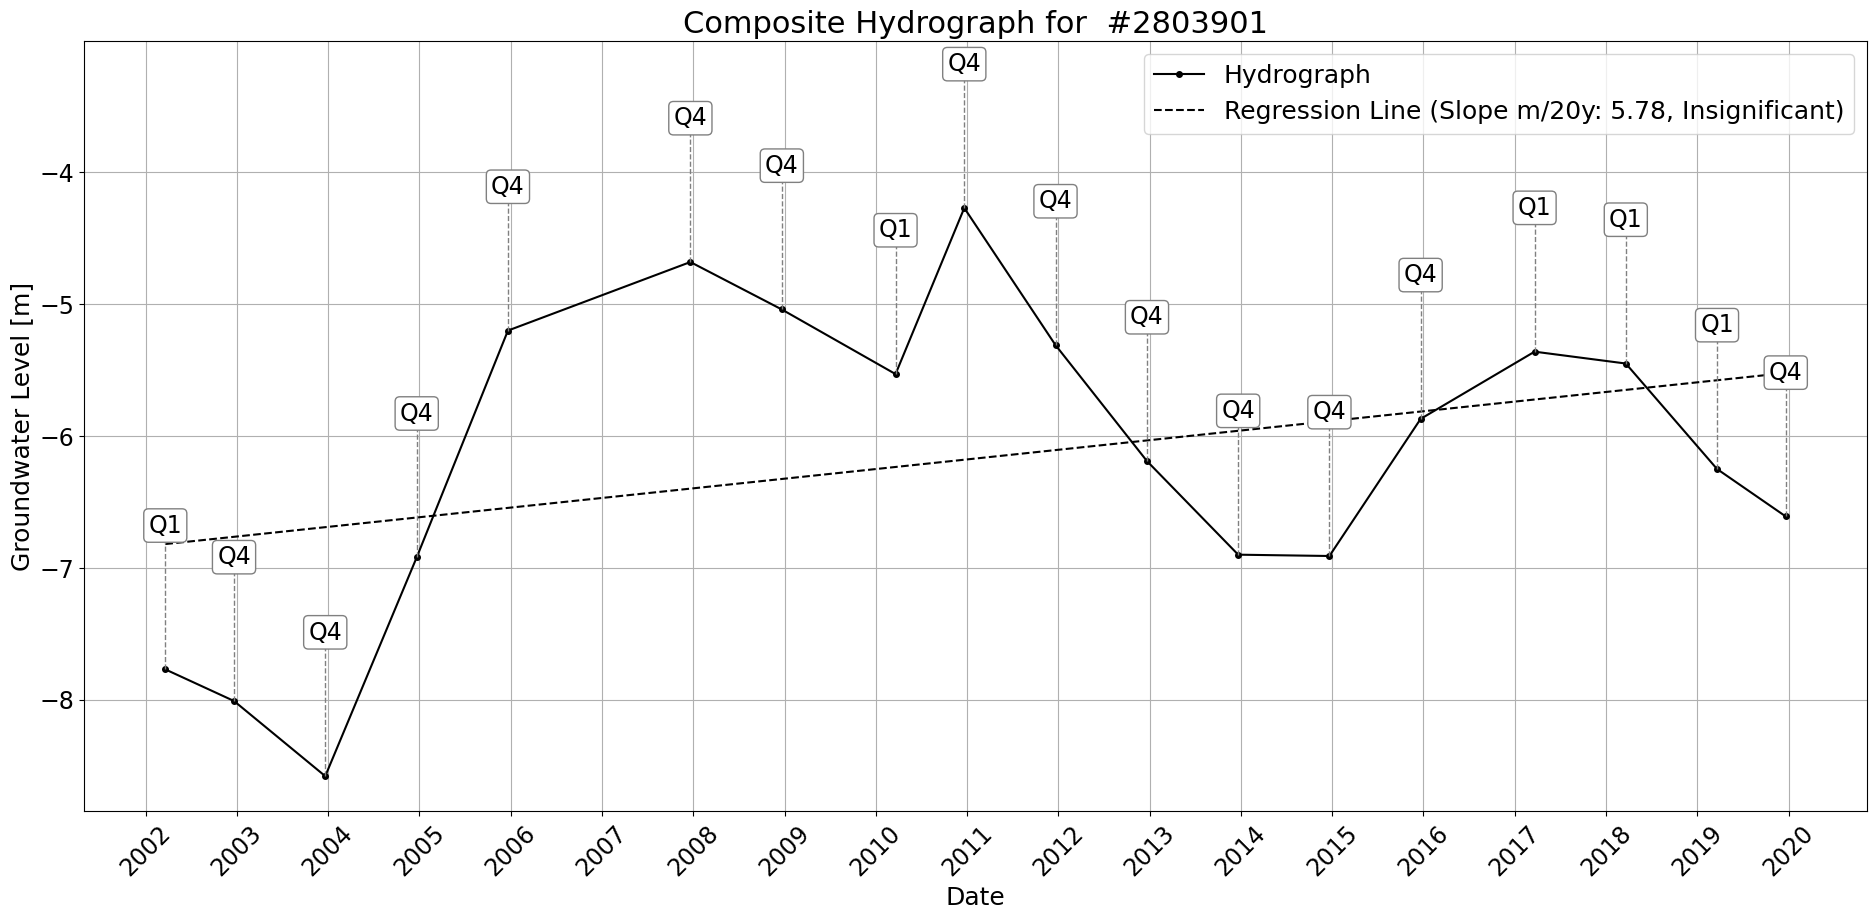 Composite Hydrograph for  #2803901
Hydrograph
Regression Line (Slope m/20y: 5.78, Insignificant)
Groundwater Level [m]
−4
−5
−6
−7
−8
Q1
Q4
Q4
Q4
Q4
Q4
Q4
Q1
Q4
Q4
Q4
Q4
Q4
Q4
Q1
Q1
Q1
Q4
2002
2003
2004
2005
2006
2007
2008
2009
2010
2011
2012
2013
2014
2015
2016
2017
2018
2019
2020
Date